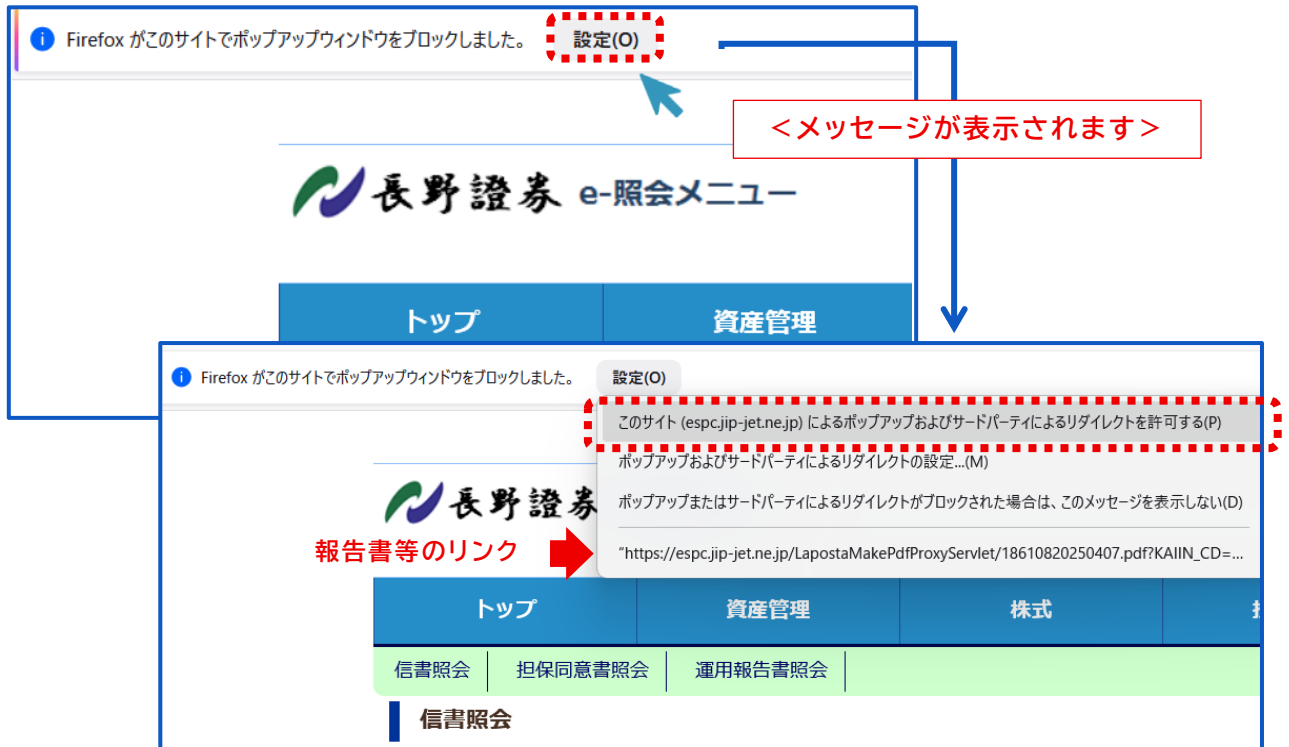 Firefox がこのサイトでポップアップウィンドウをブロックしました。 設定(O)
<メッセージが表示されます>
長野證券 e-照会メニュー
トップ 資産管理
Firefox がこのサイトでポップアップウィンドウをブロックしました。 設定(O)
このサイト (espc.jip-jet.ne.jp) によるポップアップおよびサードパーティによるリダイレクトを許可する(P)
ポップアップおよびサードパーティによるリダイレクトの設定...(M)
ポップアップまたはサードパーティによるリダイレクトがブロックされた場合は、このメッセージを表示しない(D)
長野證券
報告書等のリンク
"https://espc.jip-jet.ne.jp/LapostaMakePdfProxyServlet/18610820250407.pdf?KAIIN_CD=...
トップ 資産管理 株式
信書照会 担保同意書照会 運用報告書照会
信書照会